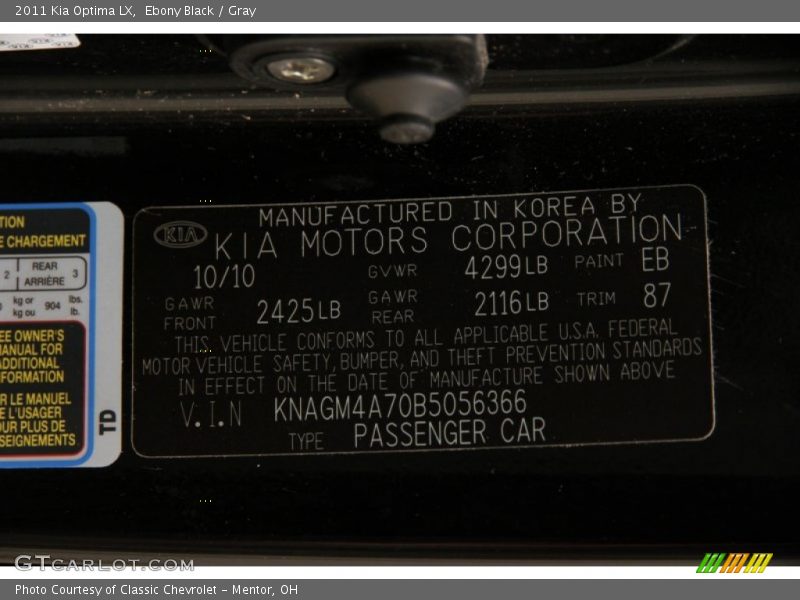 2011 Kia Optima LX,  Ebony Black / Gray
TION
E CHARGEMENT
2 REAR ARRIÈRE 3
kg or kg ou 904 lbs. lb.
EE OWNER'S
MANUAL FOR
ADDITIONAL
NFORMATION
R LE MANUEL
E L'USAGER
OUR PLUS DE
SEIGNEMENTS
TD
MANUFACTURED IN KOREA BY
KIA KIA MOTORS CORPORATION
10/10 GVWR 4299LB PAINT EB
GAWR FRONT 2425LB GAWR REAR 2116LB TRIM 87
THIS VEHICLE CONFORMS TO ALL APPLICABLE U.S.A. FEDERAL
MOTOR VEHICLE SAFETY, BUMPER, AND THEFT PREVENTION STANDARDS
IN EFFECT ON THE DATE OF MANUFACTURE SHOWN ABOVE
V.I.N KNAGM4A70B5056366
TYPE PASSENGER CAR
GTCARLOT.COM
Photo Courtesy of Classic Chevrolet - Mentor, OH